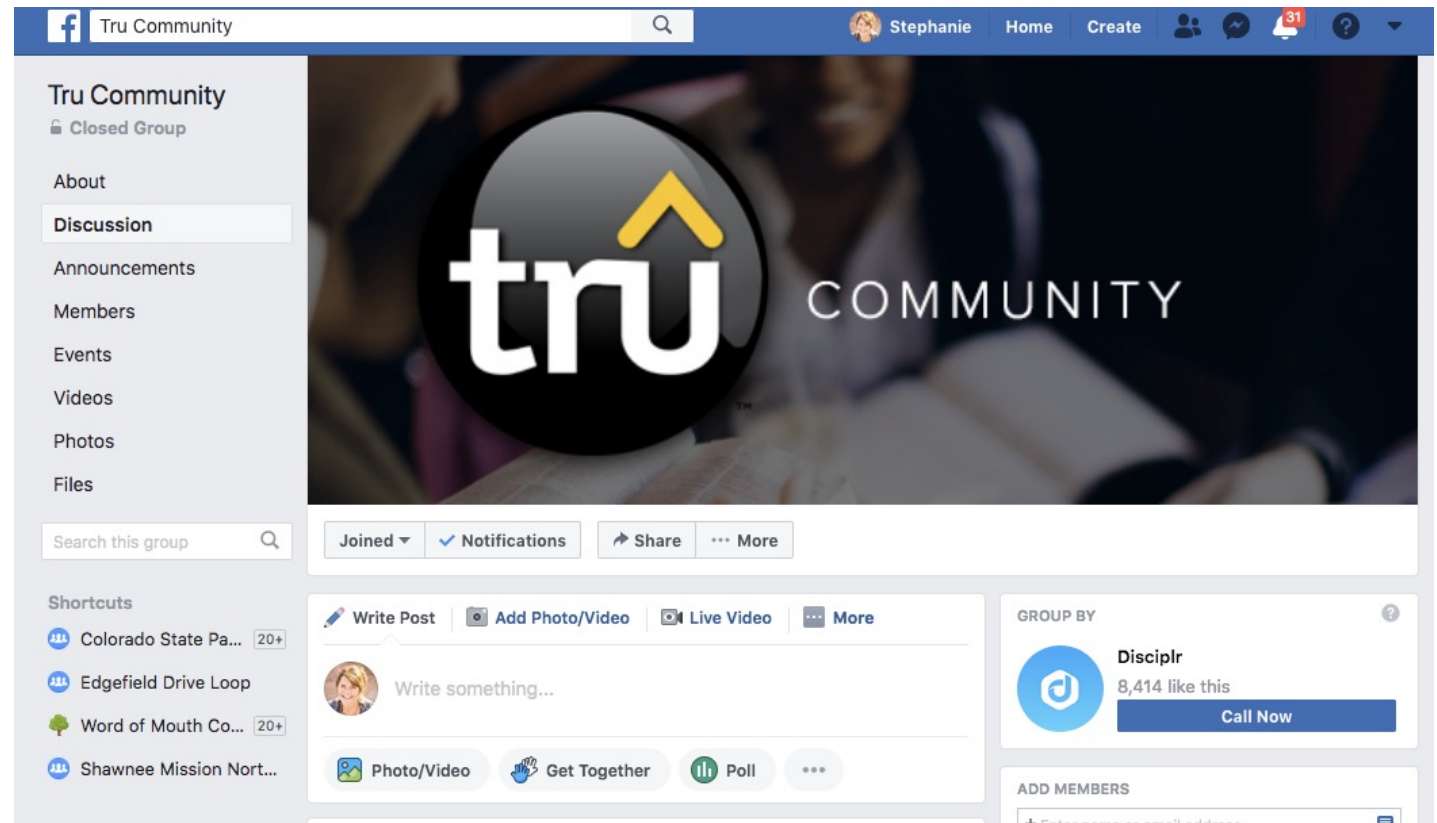 Tru Community
Stephanie
Home
Create
31
Tru Community
Closed Group
About
Discussion
Announcements
Members
Events
Videos
Photos
Files
Search this group
Shortcuts
Colorado State Pa... 20+
Edgefield Drive Loop
Word of Mouth Co... 20+
Shawnee Mission Nort...
trû
COMMUNITY
TM
Joined
Notifications
Share
More
Write Post
Add Photo/Video
Live Video
More
Write something...
Photo/Video
Get Together
Poll
GROUP BY
Disciplr
8,414 like this
Call Now
ADD MEMBERS